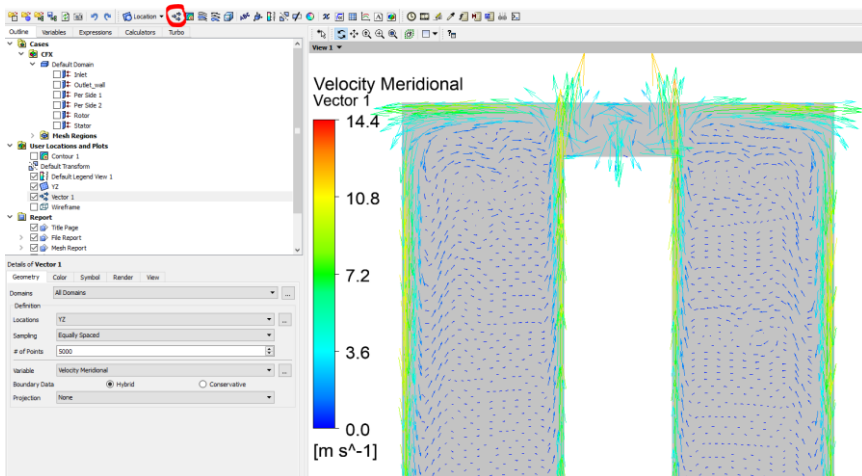 Location
Outline Variables Expressions Calculators Turbo
Cases
CFX
Default Domain
Inlet
Outlet_wall
Per Side 1
Per Side 2
Rotor
Stator
Mesh Regions
User Locations and Plots
Contour 1
Default Transform
Default Legend View 1
YZ
Vector 1
Wireframe
Report
Title Page
File Report
Mesh Report
Details of Vector 1
Geometry Color Symbol Render View
Domains All Domains ...
Definition
Locations YZ ...
Sampling Equally Spaced
# of Points 5000
Variable Velocity Meridional ...
Boundary Data Hybrid Conservative
Projection None
View 1
Velocity Meridional
Vector 1
14.4
10.8
7.2
3.6
0.0
[m s^-1]